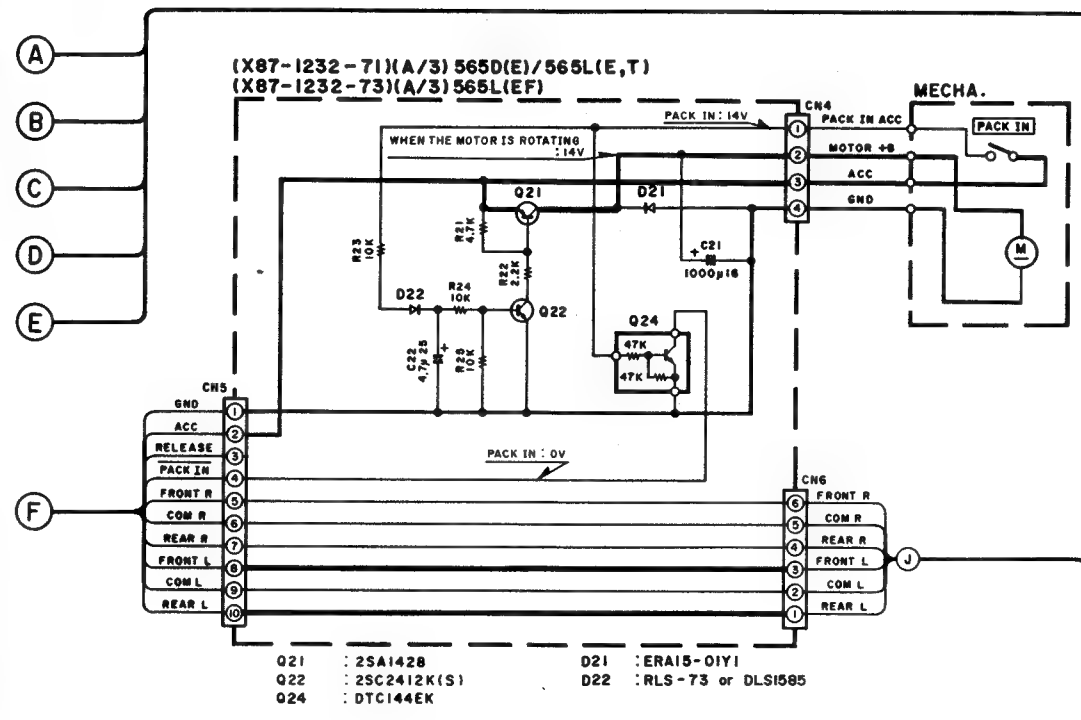 A
B
C
D
E
F
(X87-1232-71)(A/3)565D(E)/565L(E,T)
(X87-1232-73)(A/3)565L(EF)
PACK IN : 14V
WHEN THE MOTOR IS ROTATING
: 14V
CN4
1
2
3
4
PACK IN ACC
MOTOR +B
ACC
GND
MECHA.
PACK IN
M
Q21
D21
R21
4.7K
R22
2.2K
R23
10K
D22
R24
10K
Q22
C22
4.7µ 25
R25
10K
+
+
C21
1000µ16
Q24
47K
47K
CN5
GND 1
ACC 2
RELEASE 3
PACK IN 4
FRONT R 5
COM R 6
REAR R 7
FRONT L 8
COM L 9
REAR L 10
PACK IN : 0V
CN6
6 FRONT R
5 COM R
4 REAR R
3 FRONT L
2 COM L
1 REAR L
J
Q21 : 2SA1428
Q22 : 2SC2412K(S)
Q24 : DTC144EK
D21 : ERA15-01Y1
D22 : RLS-73 or DLS1585